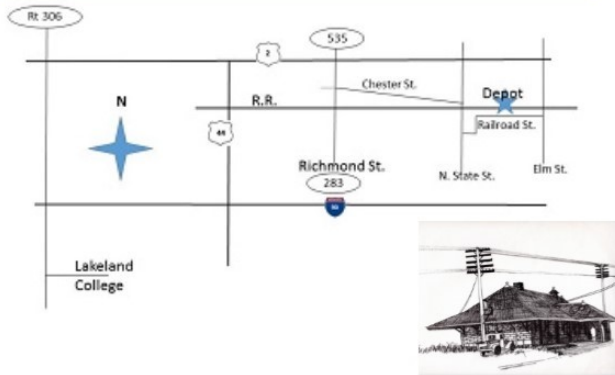 Rt 306
535
2
Chester St.
Depot
N
R.R.
44
Railroad St.
Richmond St.
283
N. State St.
Elm St.
90
Lakeland
College